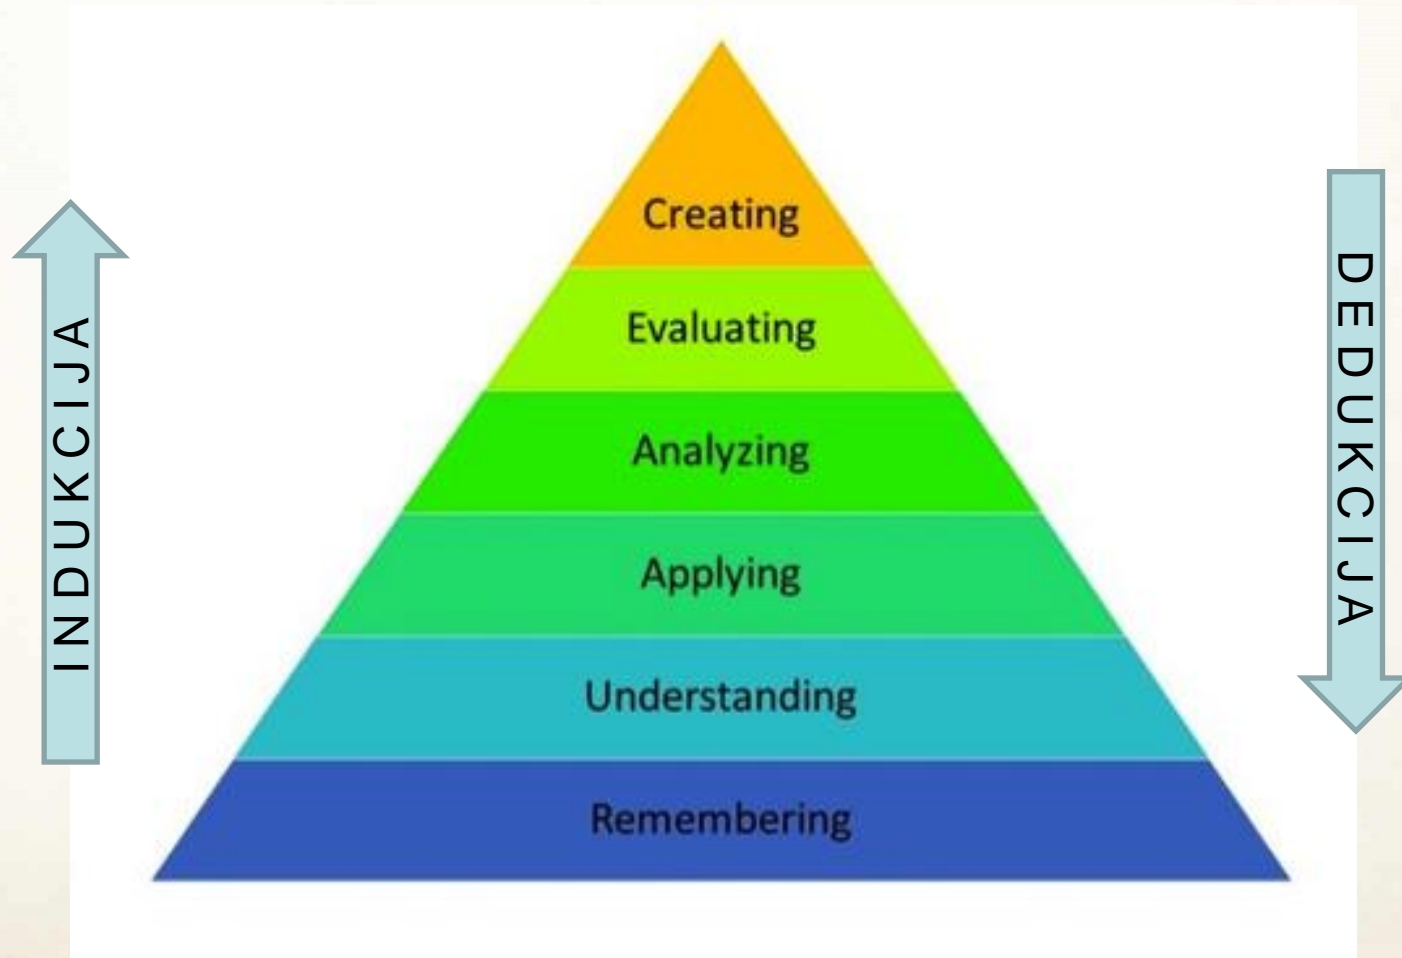 INDUKCIJA
Creating
Evaluating
Analyzing
Applying
Understanding
Remembering
DEDUKCIJA